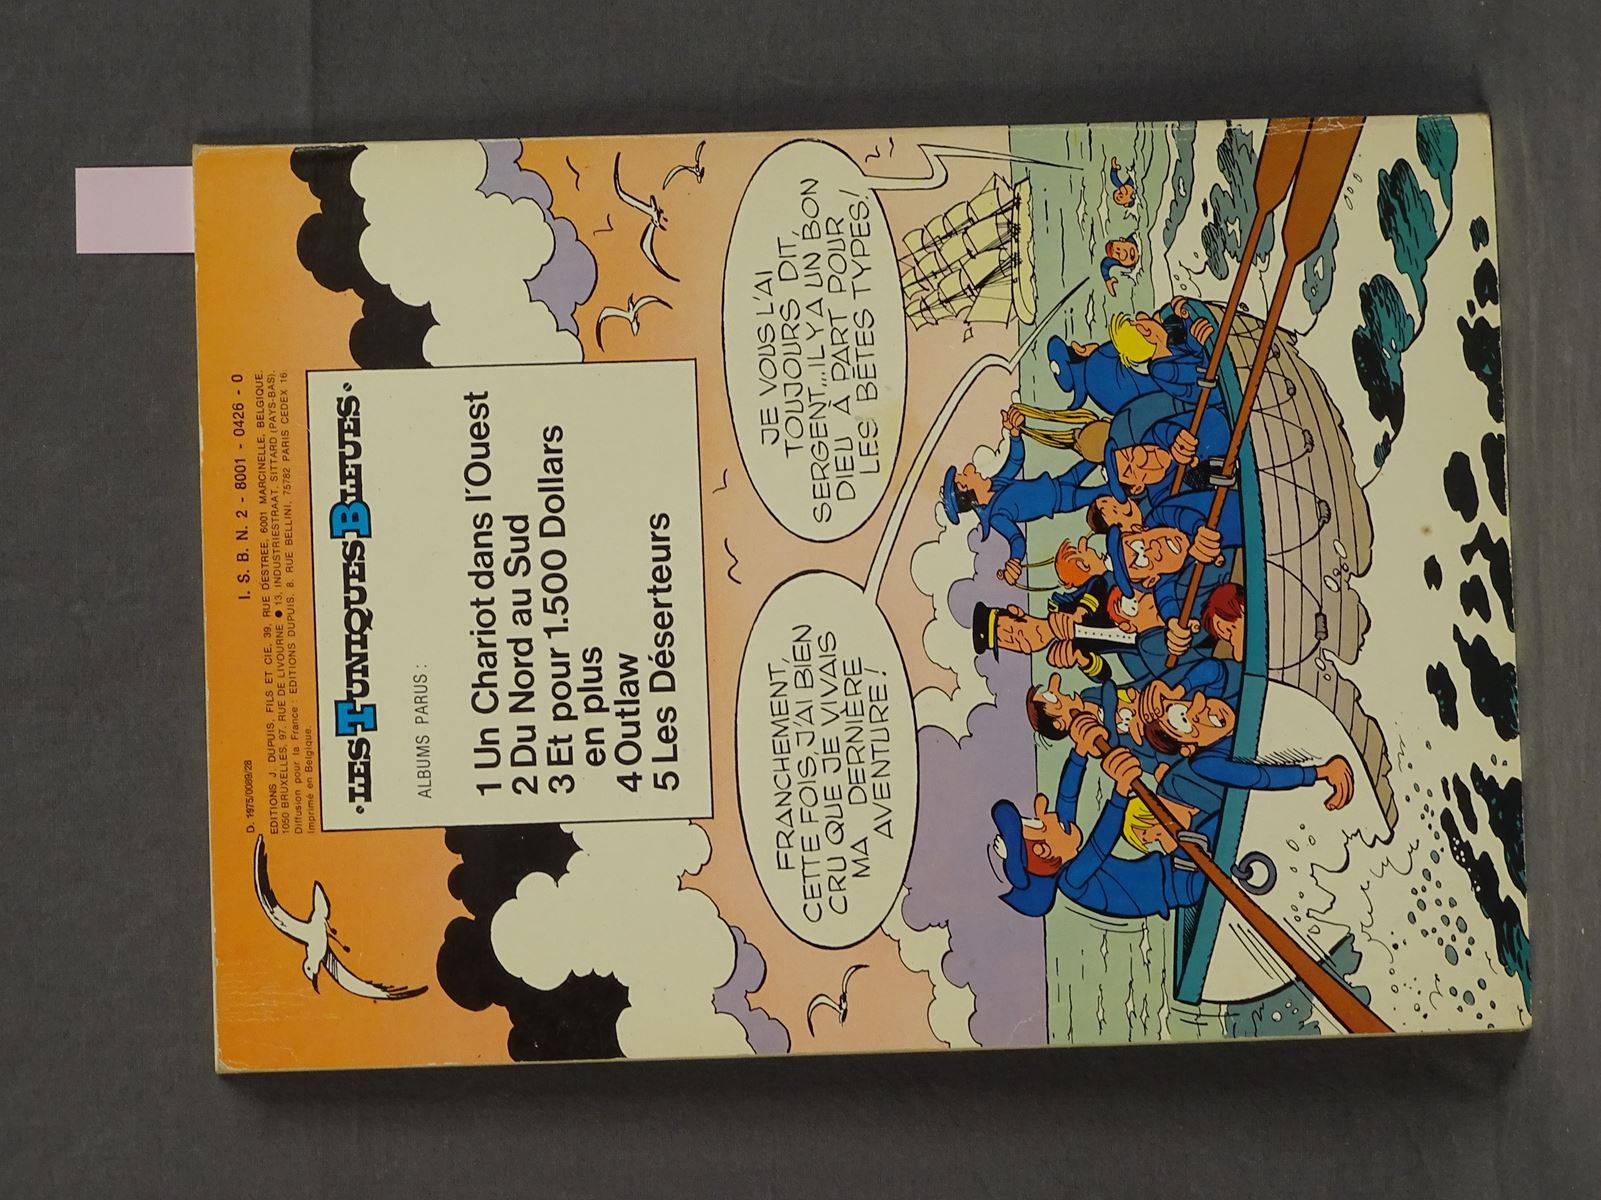 D. 1975/0089/28
I. S. B. N. 2 - 8001 - 0426 - 0
EDITIONS J. DUPUIS, FILS ET CIE, 39, RUE DESTREE, 6001 MARCINELLE, BELGIQUE.
1050 BRUXELLES, 97, RUE DE LIVOURNE ● 13, INDUSTRIESTRAAT, SITTARD (PAYS-BAS).
Diffusion pour la France : EDITIONS DUPUIS, 8, RUE BELLINI, 75782 PARIS CEDEX 16
Imprimé en Belgique.
•LES TUNIQUES BLEUES•
ALBUMS PARUS :
1 Un Chariot dans l'Ouest
2 Du Nord au Sud
3 Et pour 1.500 Dollars
en plus
4 Outlaw
5 Les Déserteurs
FRANCHEMENT,
CETTE FOIS J'AI BIEN
CRU QUE JE VIVAIS
MA DERNIÈRE
AVENTURE !
JE VOUS L'AI
TOUJOURS DIT,
SERGENT... IL Y A UN BON
DIEU À PART POUR
LES BÊTES TYPES !